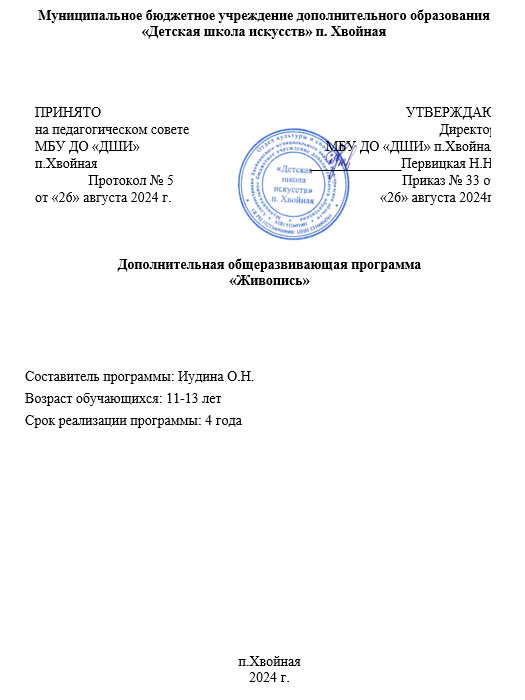 Муниципальное бюджетное учреждение дополнительного образования
«Детская школа искусств» п. Хвойная
ПРИНЯТО
на педагогическом совете
МБУ ДО «ДШИ»
п.Хвойная
Протокол № 5
от «26» августа 2024 г.
УТВЕРЖДАЮ
Директор
МБУ ДО «ДШИ» п.Хвойна
Первицкая Н.Н
Приказ № 33 от
«26» августа 2024г
«Детская
школа
искусств»
п. Хвойная
Дополнительная общеразвивающая программа
«Живопись»
Составитель программы: Иудина О.Н.
Возраст обучающихся: 11-13 лет
Срок реализации программы: 4 года
п.Хвойная
2024 г.